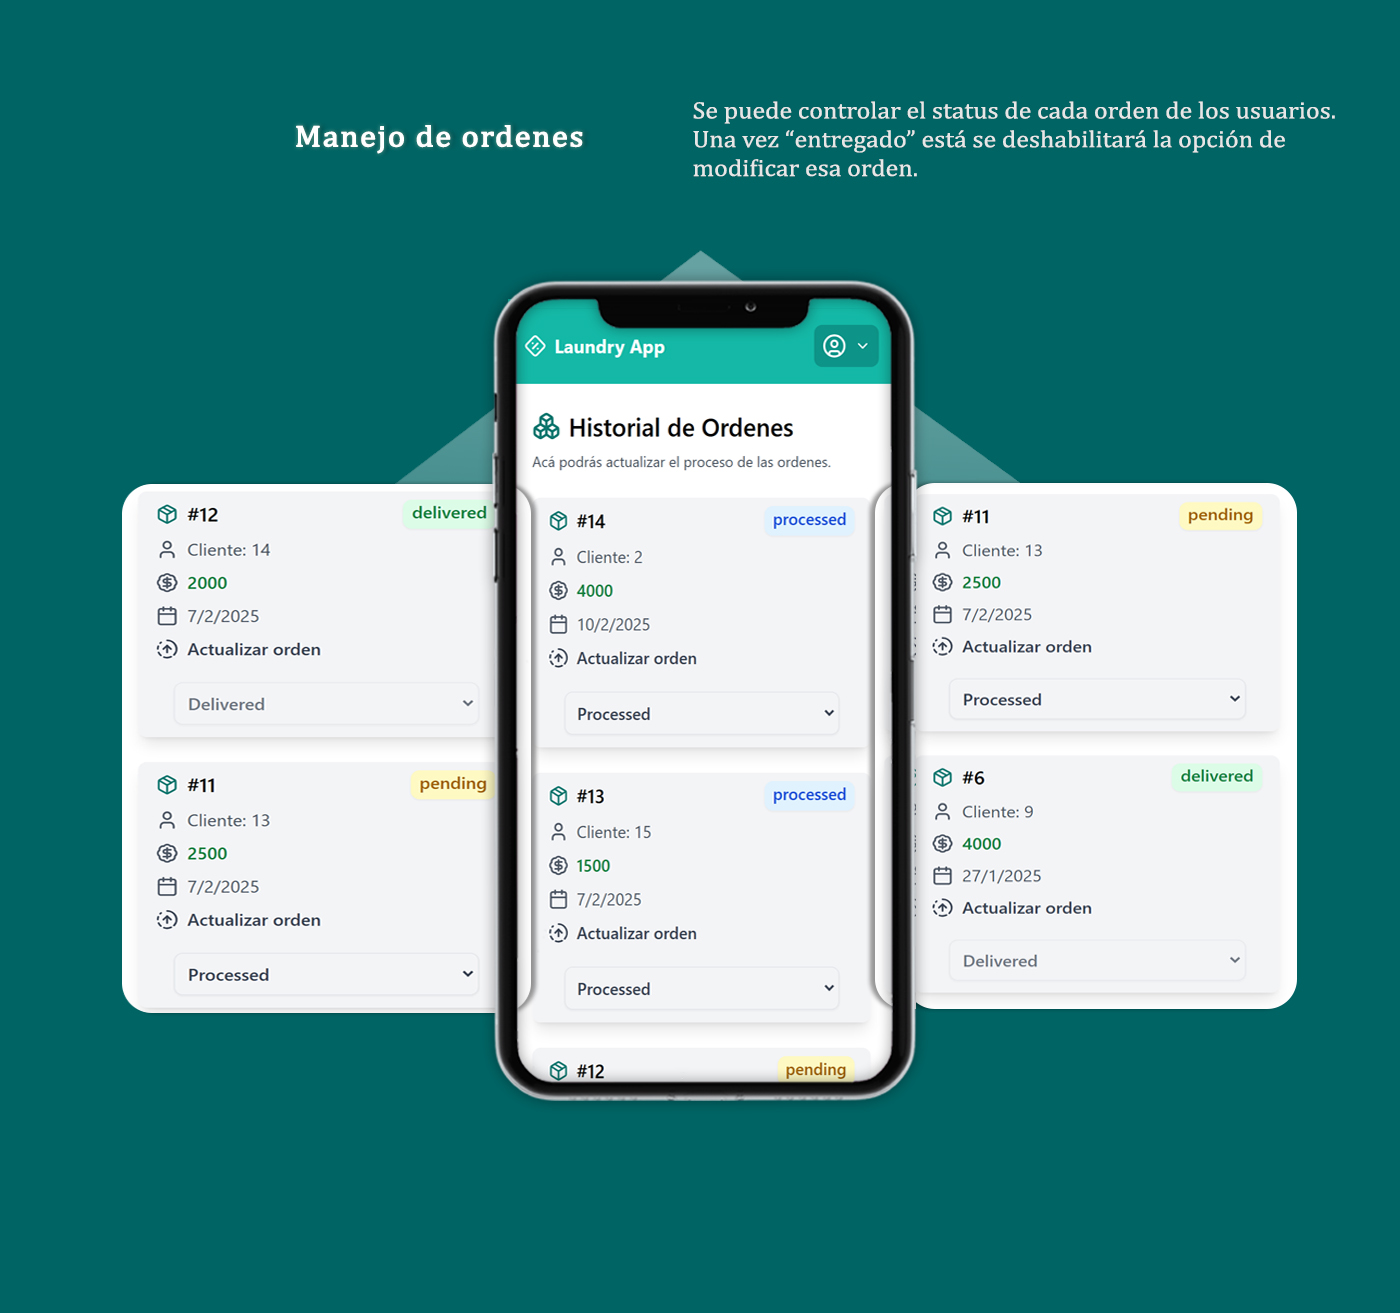 Manejo de ordenes
Se puede controlar el status de cada orden de los usuarios.
Una vez “entregado” está se deshabilitará la opción de
modificar esa orden.
Laundry App
Historial de Ordenes
Acá podrás actualizar el proceso de las ordenes.
#12
delivered
Cliente: 14
2000
7/2/2025
Actualizar orden
Delivered
#11
pending
Cliente: 13
2500
7/2/2025
Actualizar orden
Processed
#14
processed
Cliente: 2
4000
10/2/2025
Actualizar orden
Processed
#13
processed
Cliente: 15
1500
7/2/2025
Actualizar orden
Processed
#12
pending
#11
pending
Cliente: 13
2500
7/2/2025
Actualizar orden
Processed
#6
delivered
Cliente: 9
4000
27/1/2025
Actualizar orden
Delivered